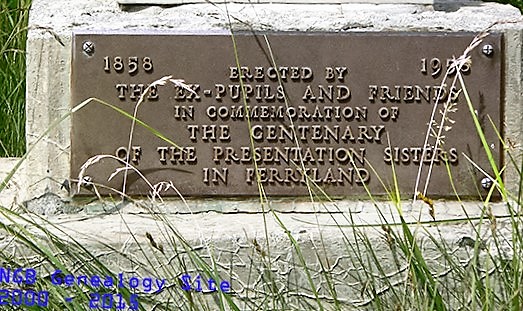 1858 ERECTED BY 1958
THE EX-PUPILS AND FRIENDS
IN COMMEMORATION OF
THE CENTENARY
OF THE PRESENTATION SISTERS
IN FERRYLAND
NGB Genealogy Site
2000 - 2015